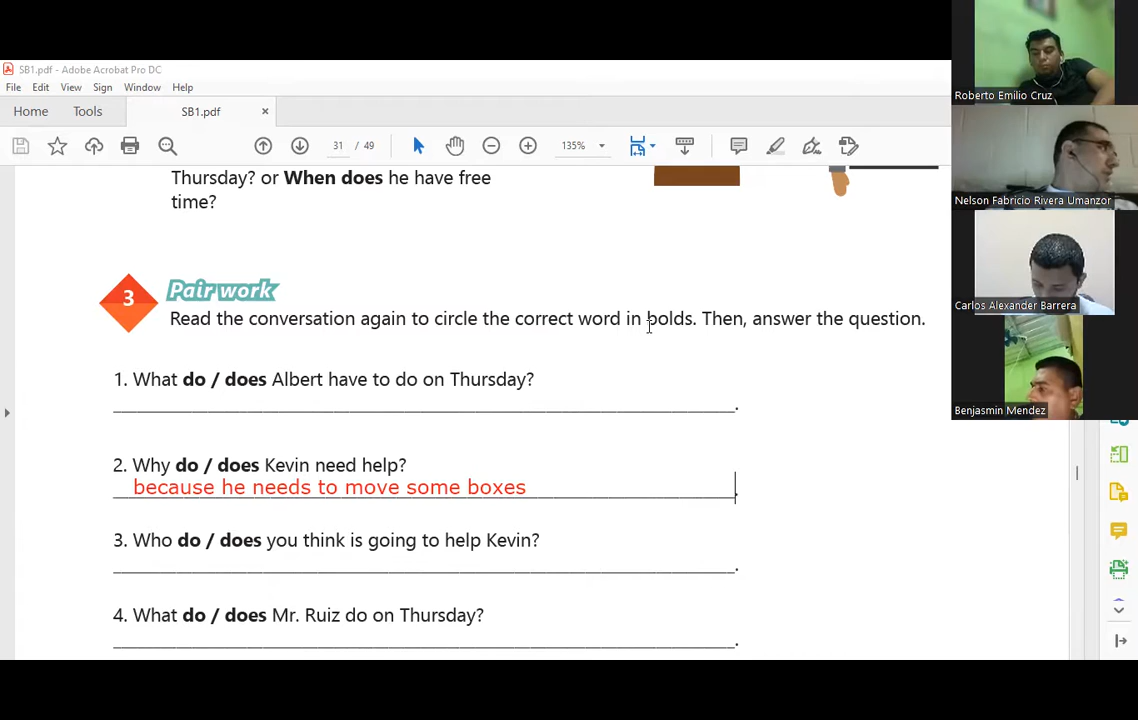 SB1.pdf - Adobe Acrobat Pro DC
File Edit View Sign Window Help
Home Tools SB1.pdf ×
31 / 49 135%
Thursday? or When does he have free
time?
3 Pair work
Read the conversation again to circle the correct word in bolds. Then, answer the question.
1. What do / does Albert have to do on Thursday?
2. Why do / does Kevin need help?
because he needs to move some boxes
3. Who do / does you think is going to help Kevin?
4. What do / does Mr. Ruiz do on Thursday?
Roberto Emilio Cruz
Nelson Fabricio Rivera Umanzor
Carlos Alexander Barrera
Benjasmin Mendez